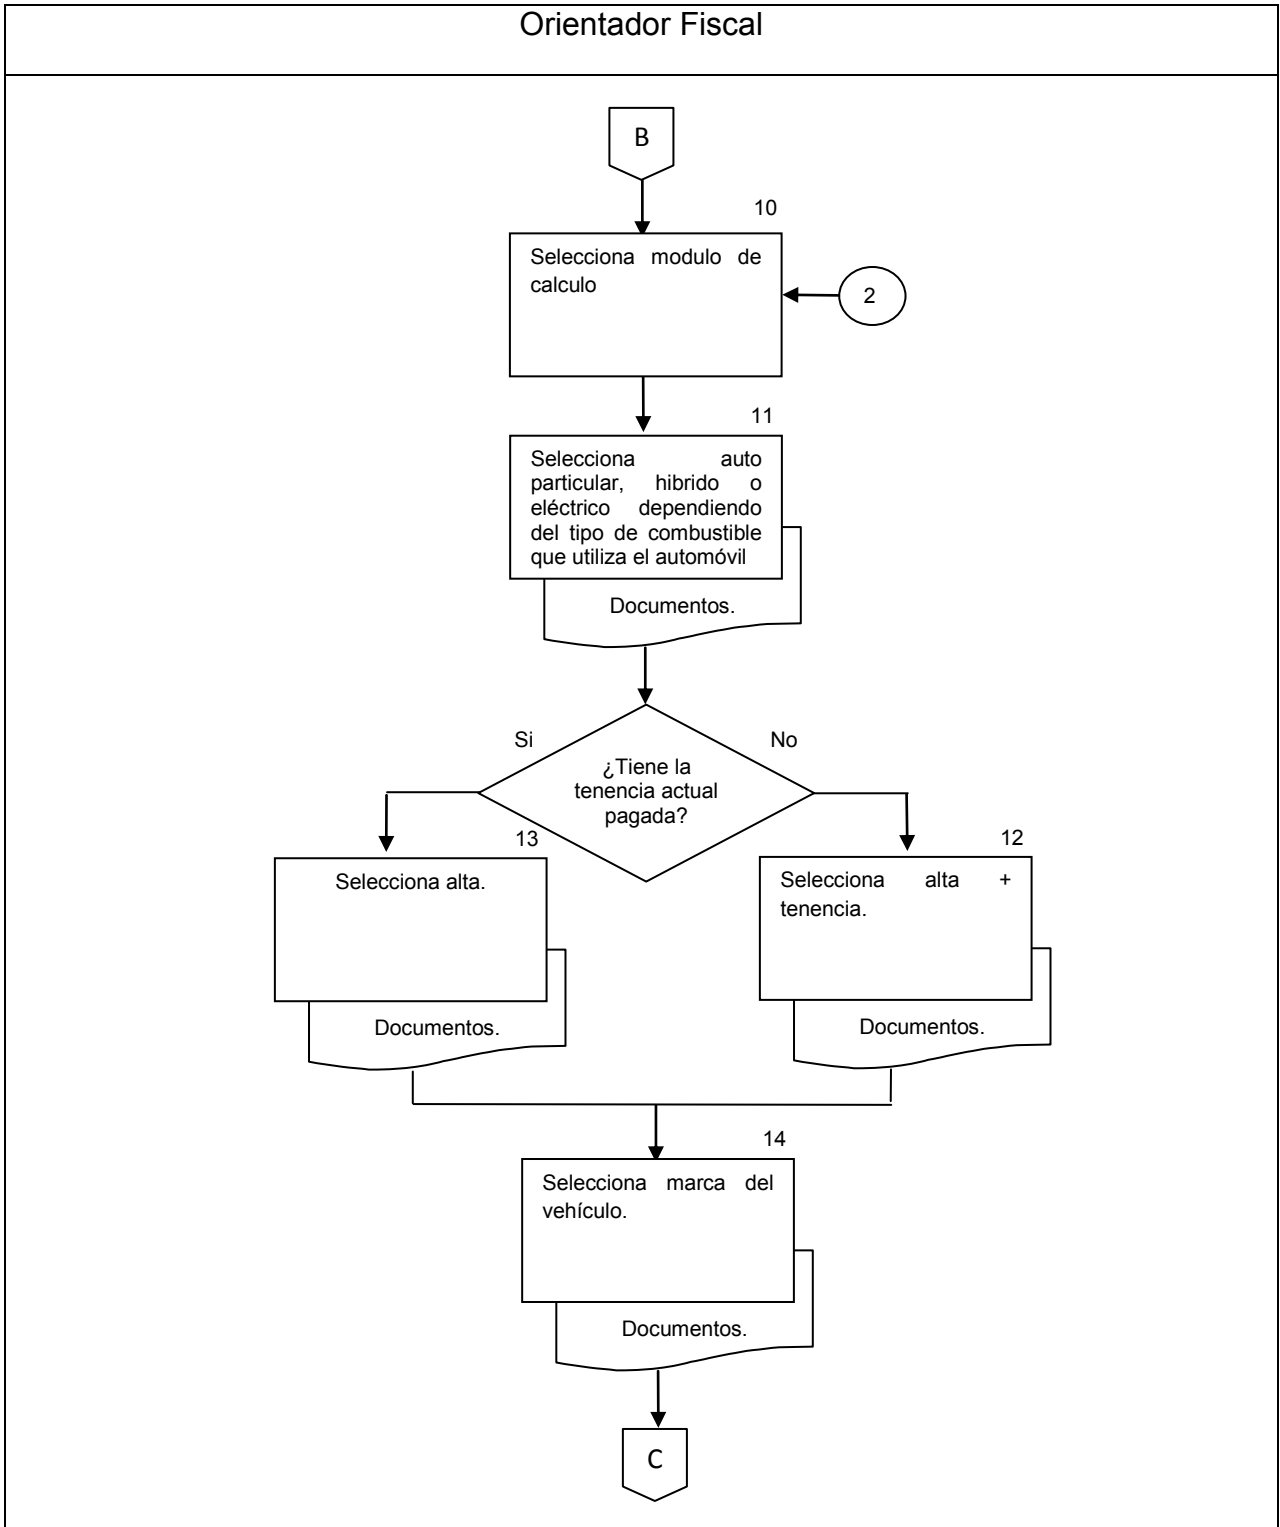 Orientador Fiscal
B
10
Selecciona modulo de
calculo
2
11
Selecciona auto
particular, hibrido o
eléctrico dependiendo
del tipo de combustible
que utiliza el automóvil
Documentos.
Si
No
¿Tiene la
tenencia actual
pagada?
13
Selecciona alta.
Documentos.
12
Selecciona alta +
tenencia.
Documentos.
14
Selecciona marca del
vehículo.
Documentos.
C